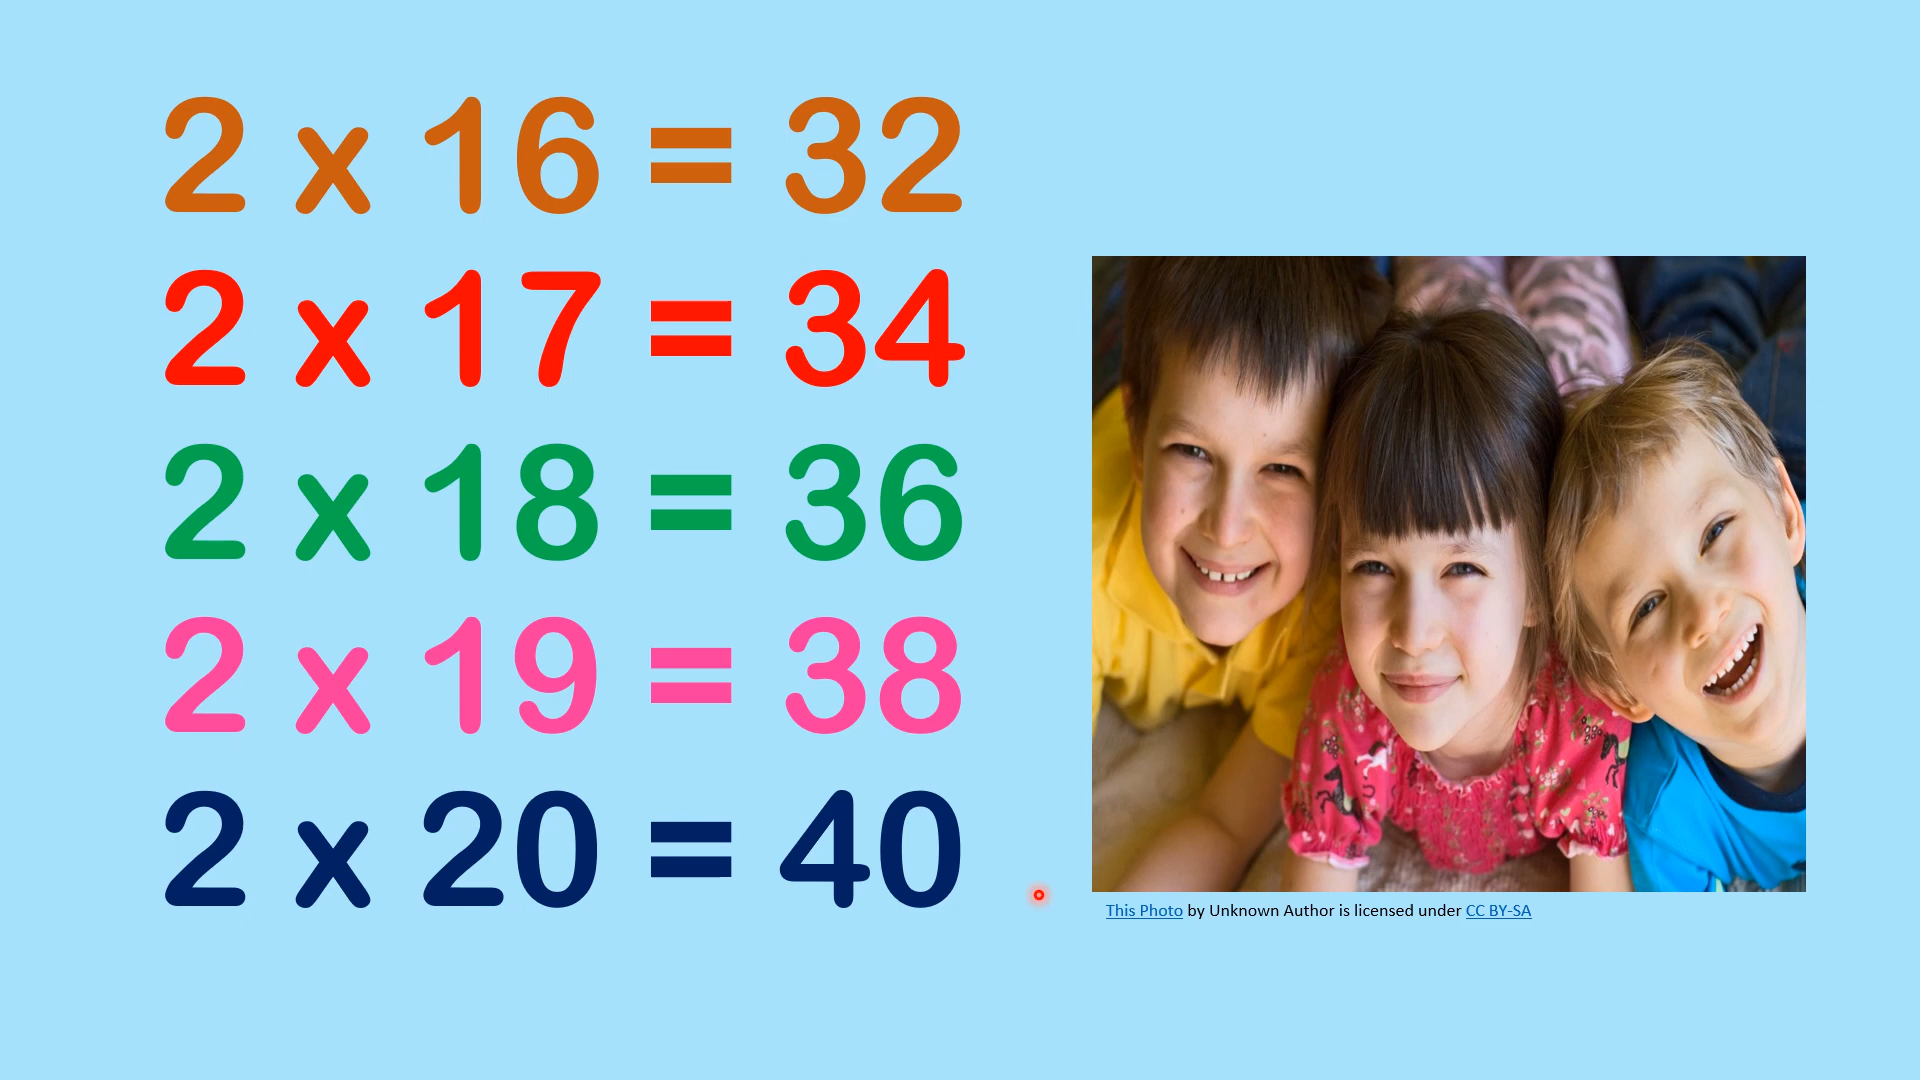 2 x 16 = 32
2 x 17 = 34
2 x 18 = 36
2 x 19 = 38
2 x 20 = 40
This Photo by Unknown Author is licensed under CC BY-SA